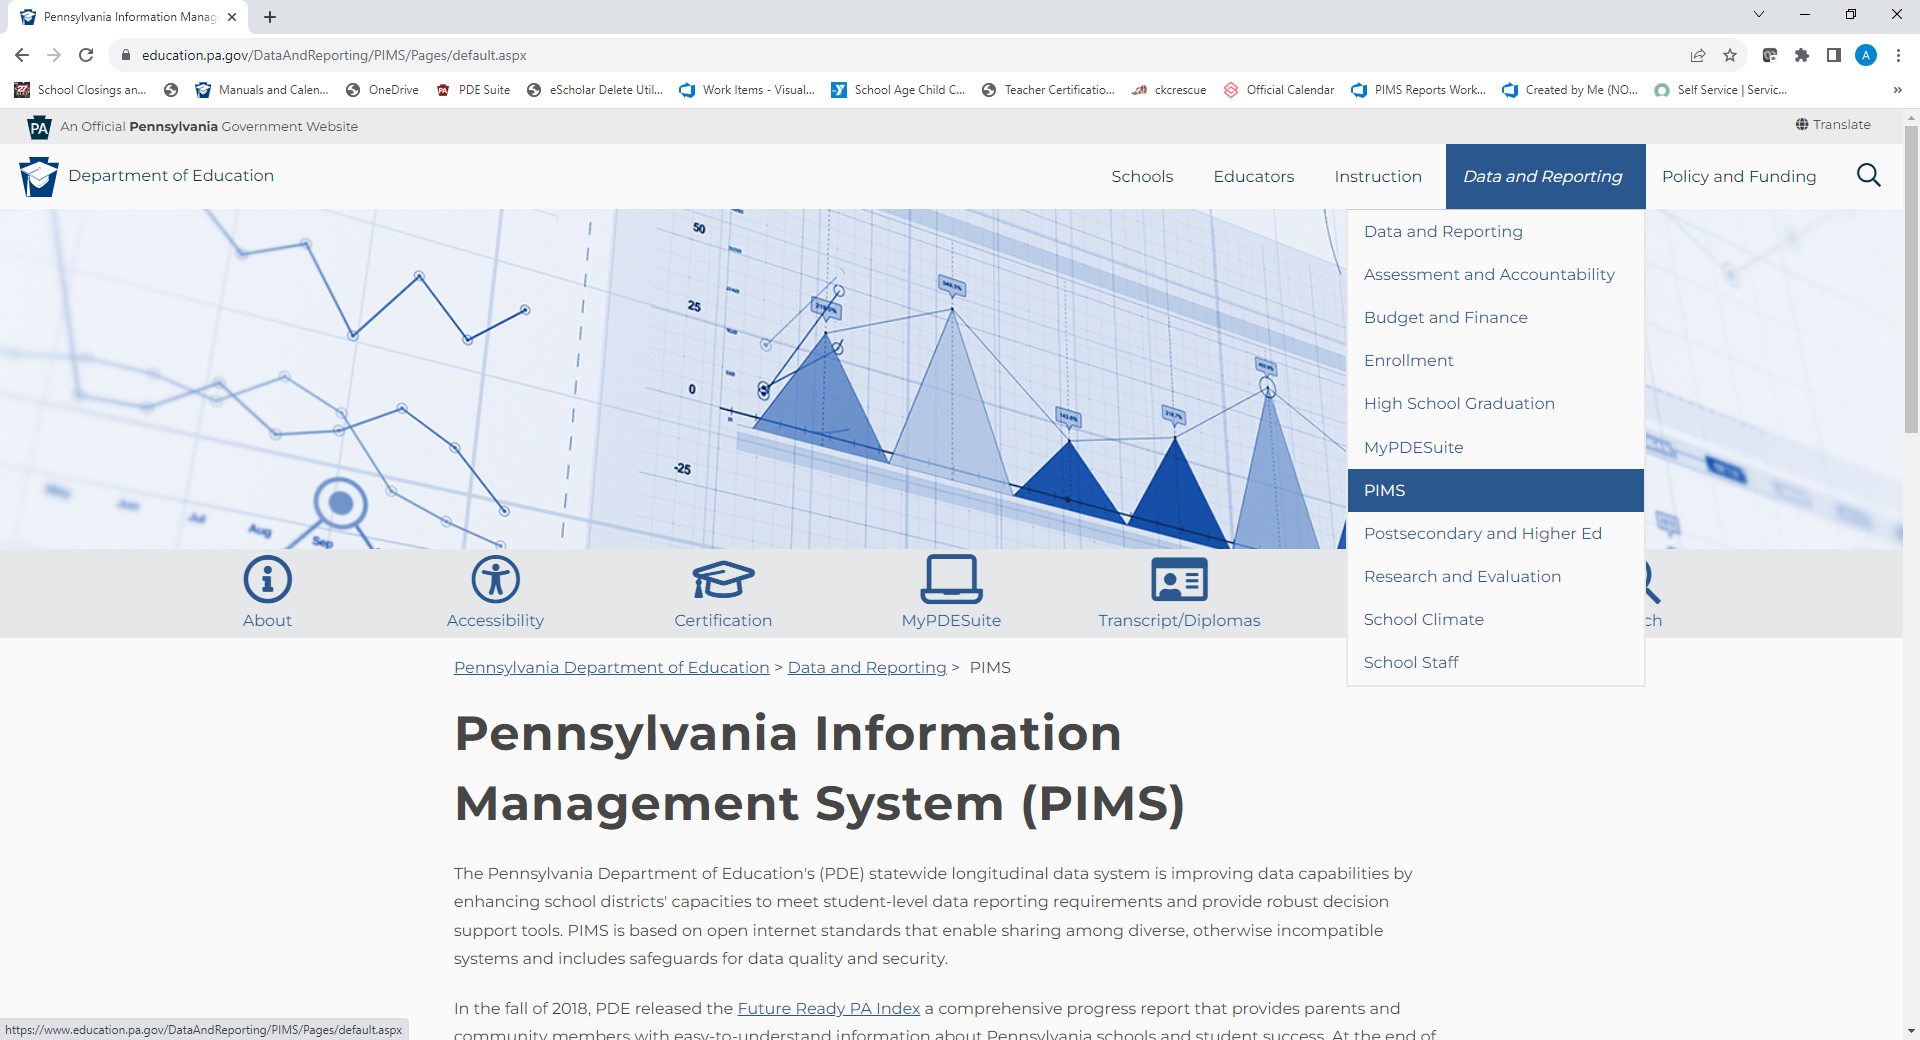 Pennsylvania Information Manag
education.pa.gov/DataAndReporting/PIMS/Pages/default.aspx
A
School Closings an...
Manuals and Calen...
OneDrive
PDE Suite
eScholar Delete Util...
Work Items - Visual...
School Age Child C...
Teacher Certificatio...
ckcrescue
Official Calendar
PIMS Reports Work...
Created by Me (NO...
Self Service | Servic...
»
PA An Official Pennsylvania Government Website
Translate
Department of Education
Schools
Educators
Instruction
Data and Reporting
Policy and Funding
Data and Reporting
Assessment and Accountability
Budget and Finance
Enrollment
High School Graduation
MyPDESuite
PIMS
Postsecondary and Higher Ed
Research and Evaluation
School Climate
School Staff
50
25
0
-25
May
Jun
Jul
Aug
Sep
About
Accessibility
Certification
MyPDESuite
Transcript/Diplomas
ch
Pennsylvania Department of Education > Data and Reporting > PIMS
Pennsylvania Information
Management System (PIMS)
The Pennsylvania Department of Education's (PDE) statewide longitudinal data system is improving data capabilities by
enhancing school districts' capacities to meet student-level data reporting requirements and provide robust decision
support tools. PIMS is based on open internet standards that enable sharing among diverse, otherwise incompatible
systems and includes safeguards for data quality and security.
In the fall of 2018, PDE released the Future Ready PA Index a comprehensive progress report that provides parents and
community members with easy-to-understand information about Pennsylvania schools and student success. At the end of
https://www.education.pa.gov/DataAndReporting/PIMS/Pages/default.aspx